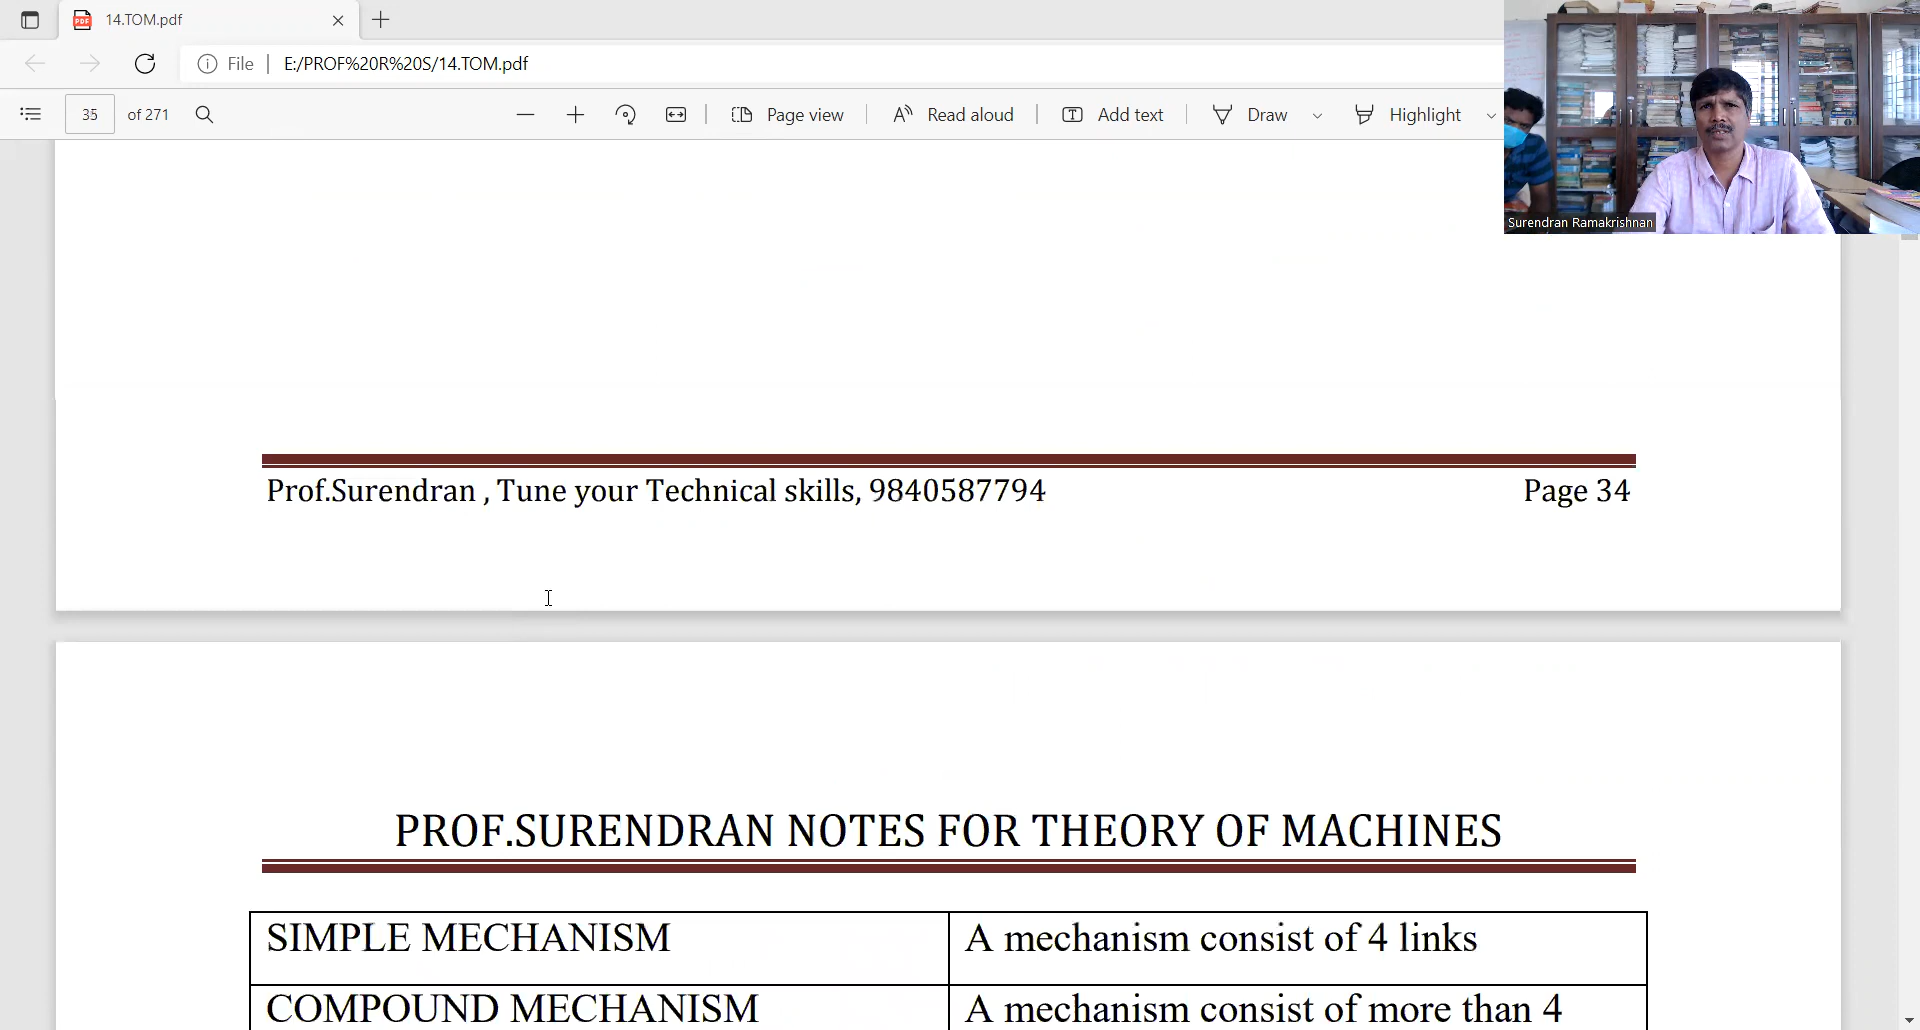 14.TOM.pdf
File E:/PROF%20R%20S/14.TOM.pdf
35 of 271 Page view Read aloud Add text Draw Highlight
Surendran Ramakrishnan
Prof.Surendran , Tune your Technical skills, 9840587794 Page 34
PROF.SURENDRAN NOTES FOR THEORY OF MACHINES
SIMPLE MECHANISM A mechanism consist of 4 links
COMPOUND MECHANISM A mechanism consist of more than 4